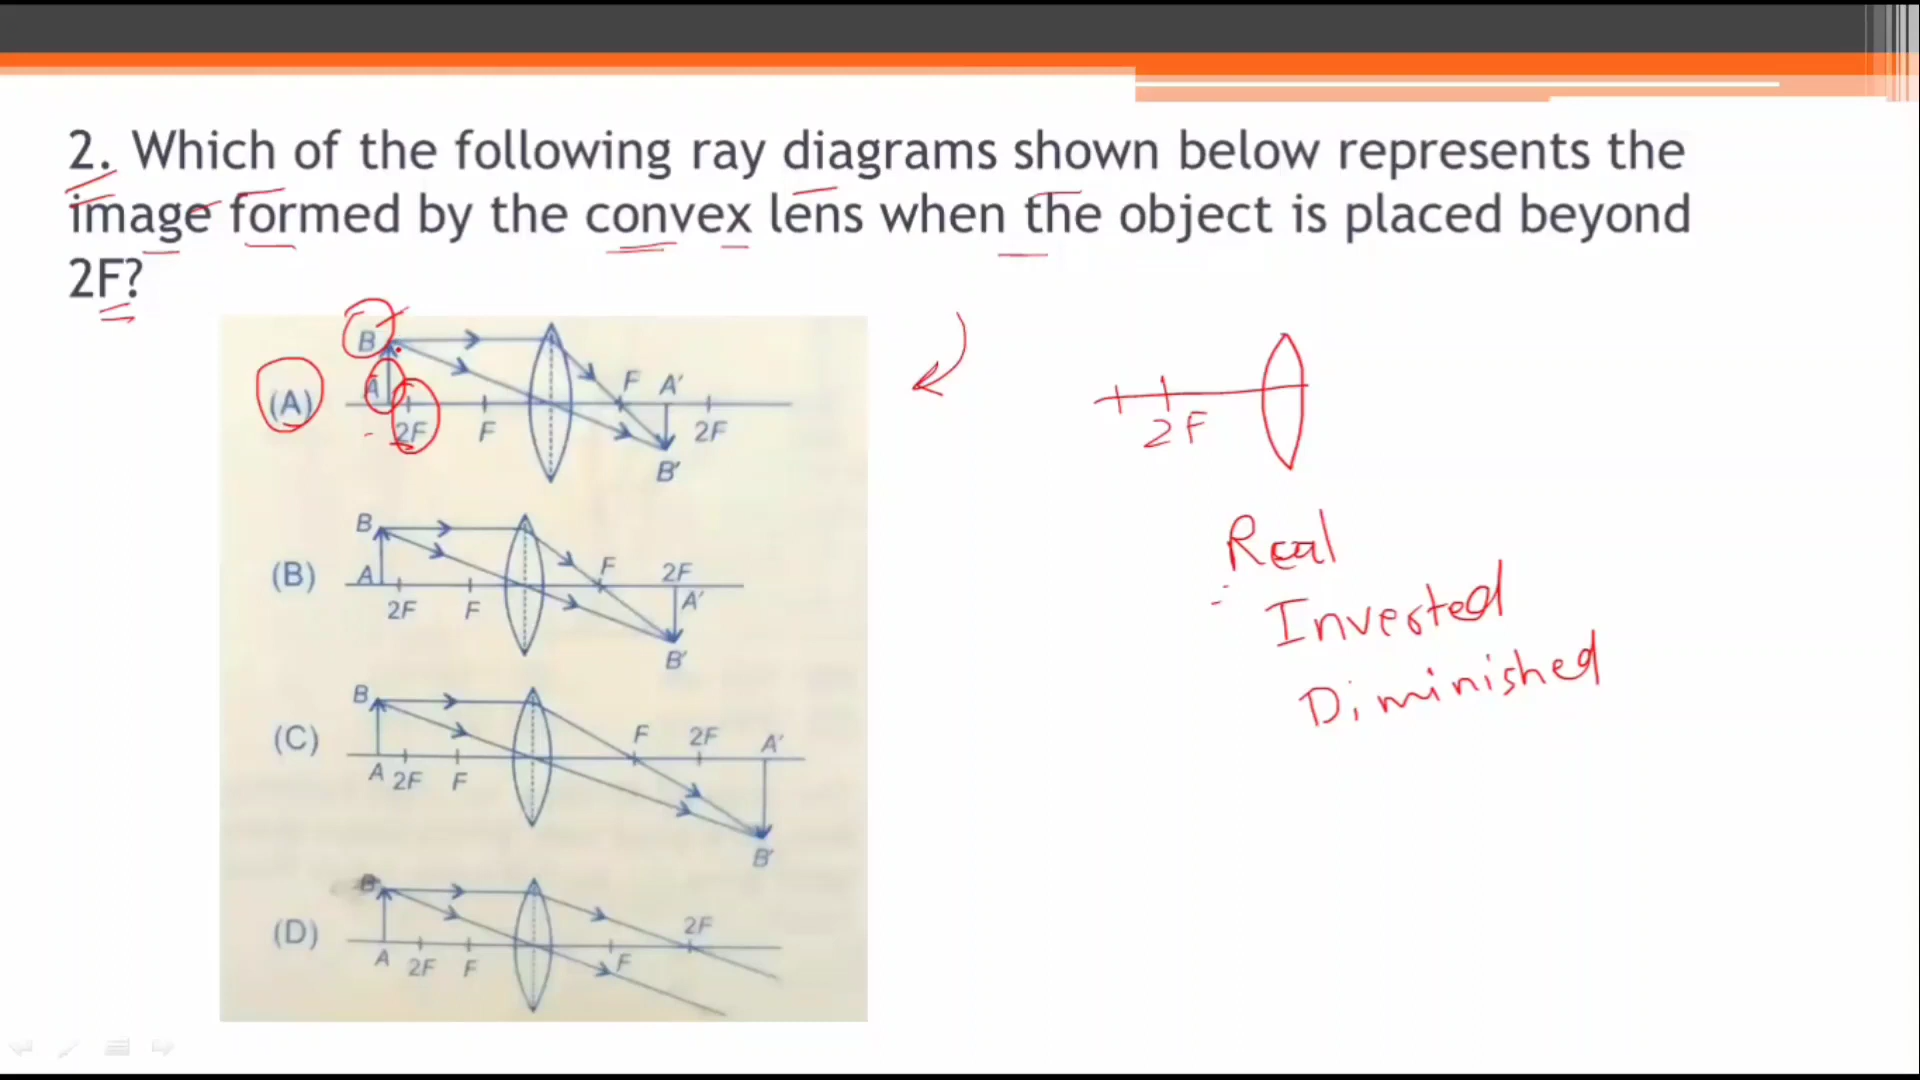 2. Which of the following ray diagrams shown below represents the
image formed by the convex lens when the object is placed beyond
2F?
(A)
B
A
2F
F
F
A'
2F
B'
(B)
B
A
2F
F
F
2F
A'
B'
(C)
B
A
2F
F
F
2F
A'
B'
(D)
B
A
2F
F
F
2F
2F
Real
Inverted
Diminished